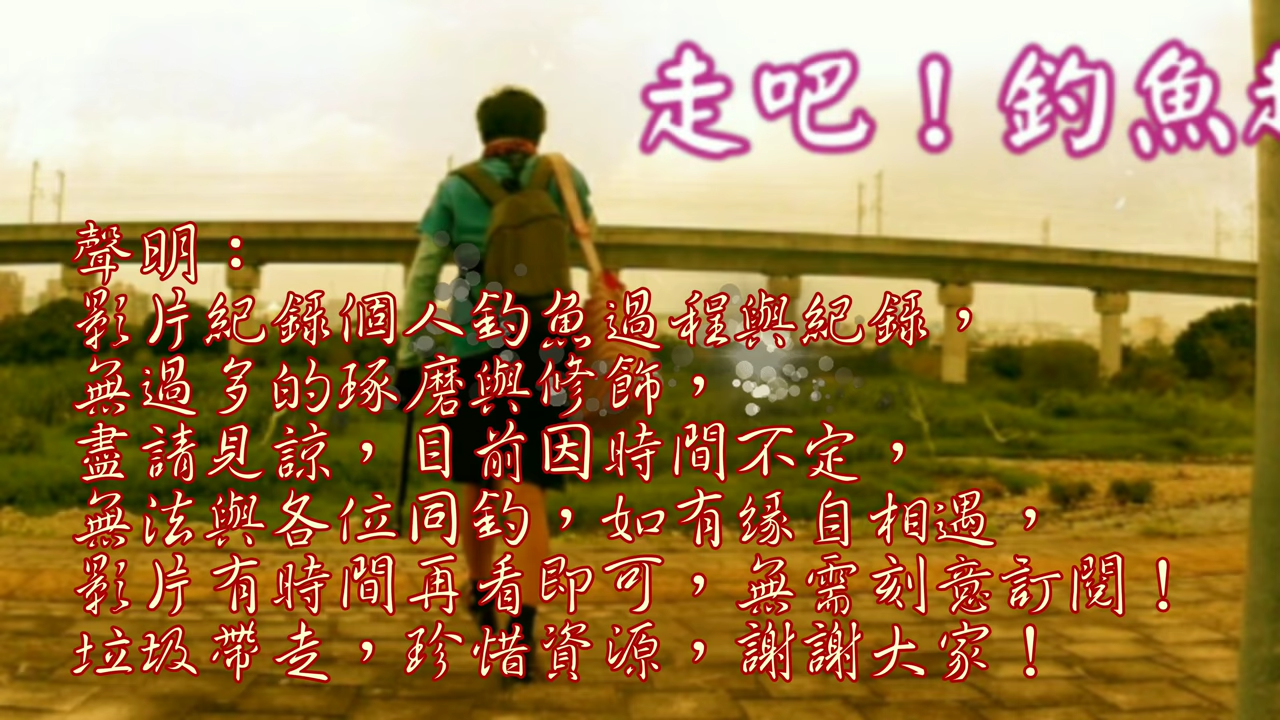 走吧！釣魚
聲明：
影片紀錄個人釣魚過程與紀錄，
無過多的琢磨與修飾，
盡請見諒，目前因時間不定，
無法與各位同釣，如有緣自相遇，
影片有時間再看即可，無需刻意訂閱！
垃圾帶走，珍惜資源，謝謝大家！